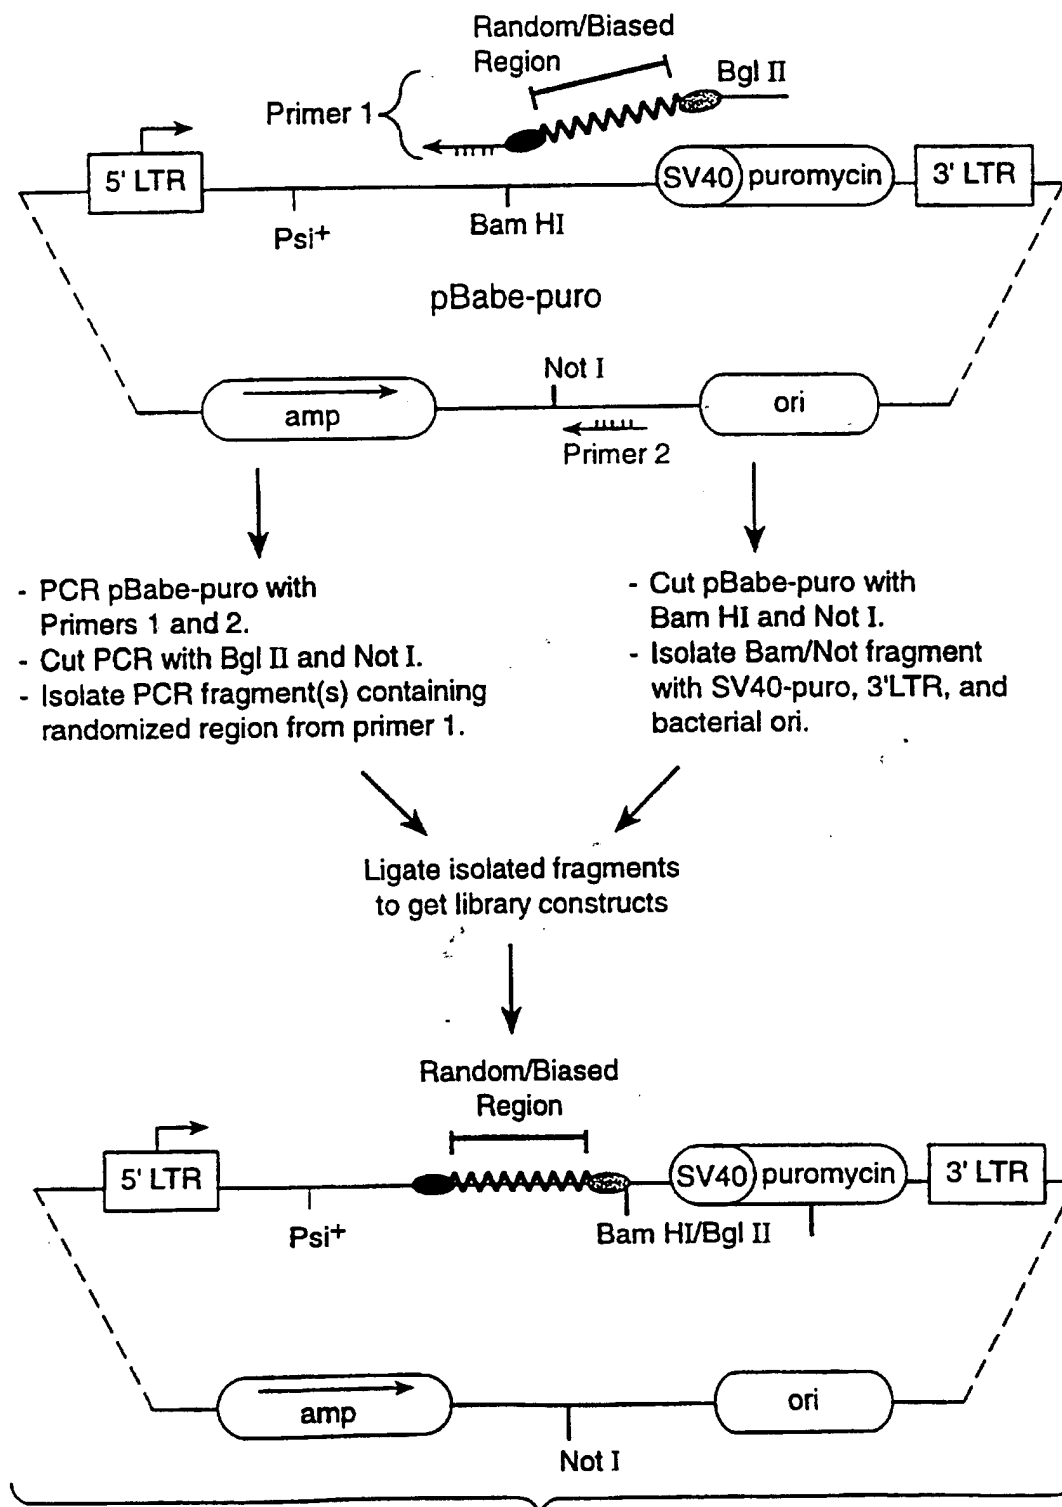 Random/Biased
Region
Bgl II
Primer 1
5' LTR
SV40
puromycin
3' LTR
Psi+
Bam HI
pBabe-puro
Not I
amp
ori
Primer 2
- PCR pBabe-puro with
Primers 1 and 2.
- Cut PCR with Bgl II and Not I.
- Isolate PCR fragment(s) containing
randomized region from primer 1.
- Cut pBabe-puro with
Bam HI and Not I.
- Isolate Bam/Not fragment
with SV40-puro, 3'LTR, and
bacterial ori.
Ligate isolated fragments
to get library constructs
Random/Biased
Region
5' LTR
SV40
puromycin
3' LTR
Psi+
Bam HI/Bgl II
amp
ori
Not I